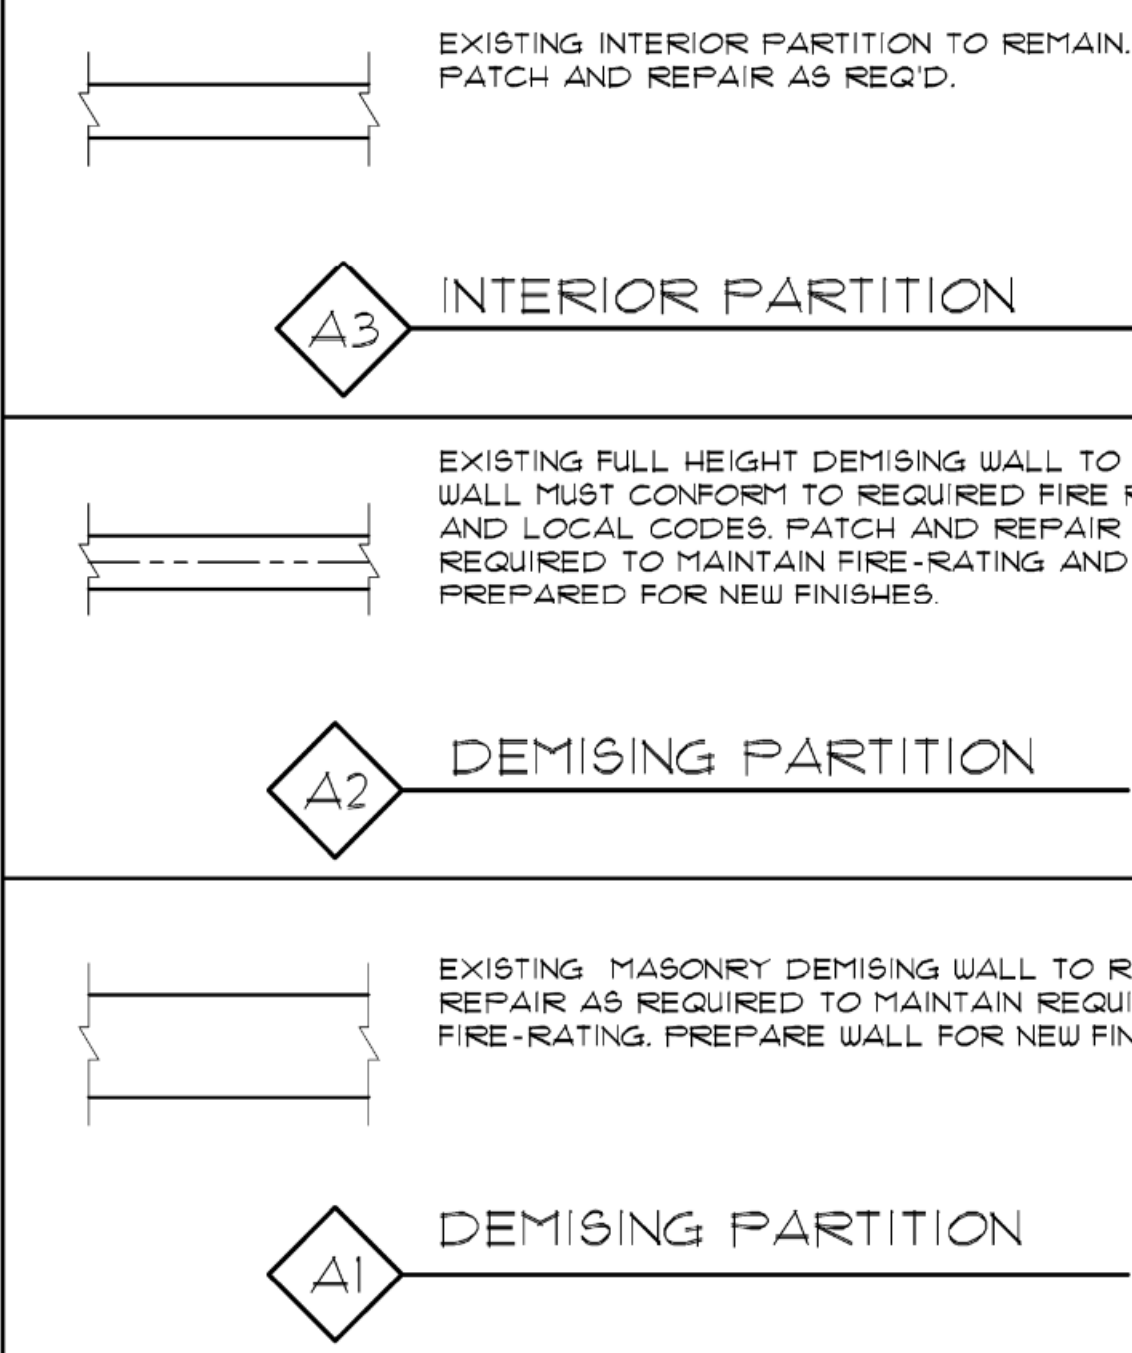 EXISTING INTERIOR PARTITION TO REMAIN.
PATCH AND REPAIR AS REQ'D.
A3
INTERIOR PARTITION
EXISTING FULL HEIGHT DEMISING WALL TO
WALL MUST CONFORM TO REQUIRED FIRE
AND LOCAL CODES. PATCH AND REPAIR
REQUIRED TO MAINTAIN FIRE-RATING AND
PREPARED FOR NEW FINISHES.
A2
DEMISING PARTITION
EXISTING MASONRY DEMISING WALL TO
REPAIR AS REQUIRED TO MAINTAIN
FIRE-RATING. PREPARE WALL FOR NEW
A1
DEMISING PARTITION